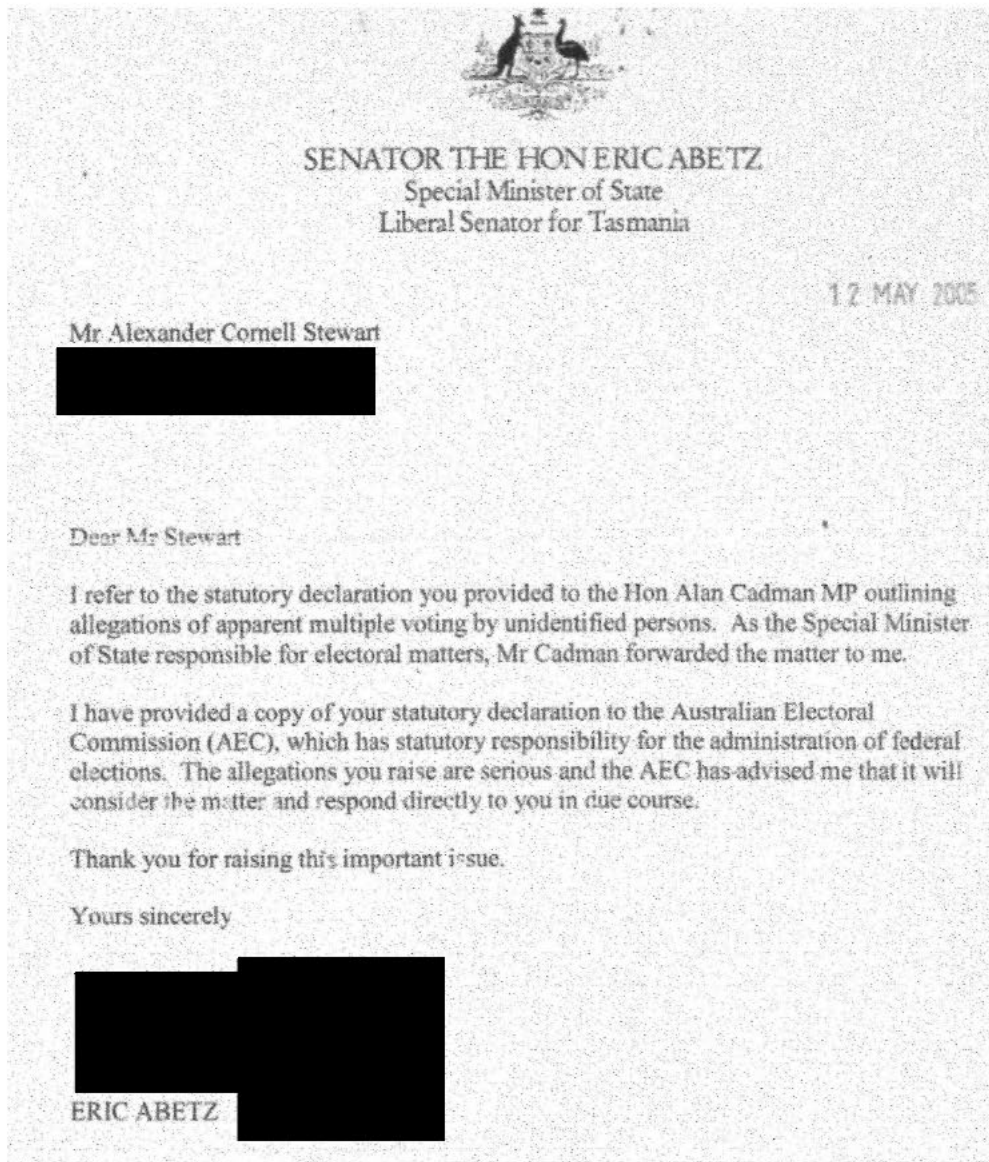 SENATOR THE HON ERIC ABETZ
Special Minister of State
Liberal Senator for Tasmania
12 MAY 2005
Mr Alexander Cornell Stewart
Dear Mr Stewart
I refer to the statutory declaration you provided to the Hon Alan Cadman MP outlining
allegations of apparent multiple voting by unidentified persons. As the Special Minister
of State responsible for electoral matters, Mr Cadman forwarded the matter to me.
I have provided a copy of your statutory declaration to the Australian Electoral
Commission (AEC), which has statutory responsibility for the administration of federal
elections. The allegations you raise are serious and the AEC has advised me that it will
consider the matter and respond directly to you in due course.
Thank you for raising this important issue.
Yours sincerely
ERIC ABETZ